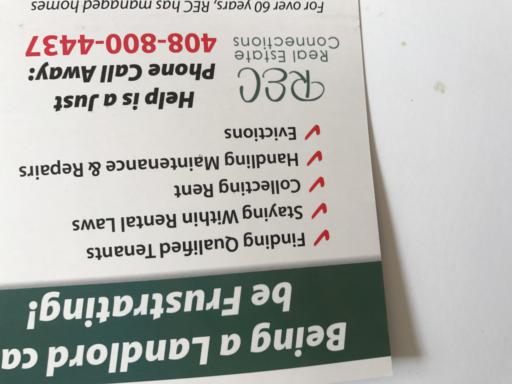 Being a Landlord ca
be Frustrating!
✓ Finding Qualified Tenants
✓ Staying Within Rental Laws
✓ Collecting Rent
✓ Handling Maintenance & Repairs
✓ Evictions
REC
Real Estate
Connections
Help is a Just
Phone Call Away:
408-800-4437
For over 60 years, REC has managed homes